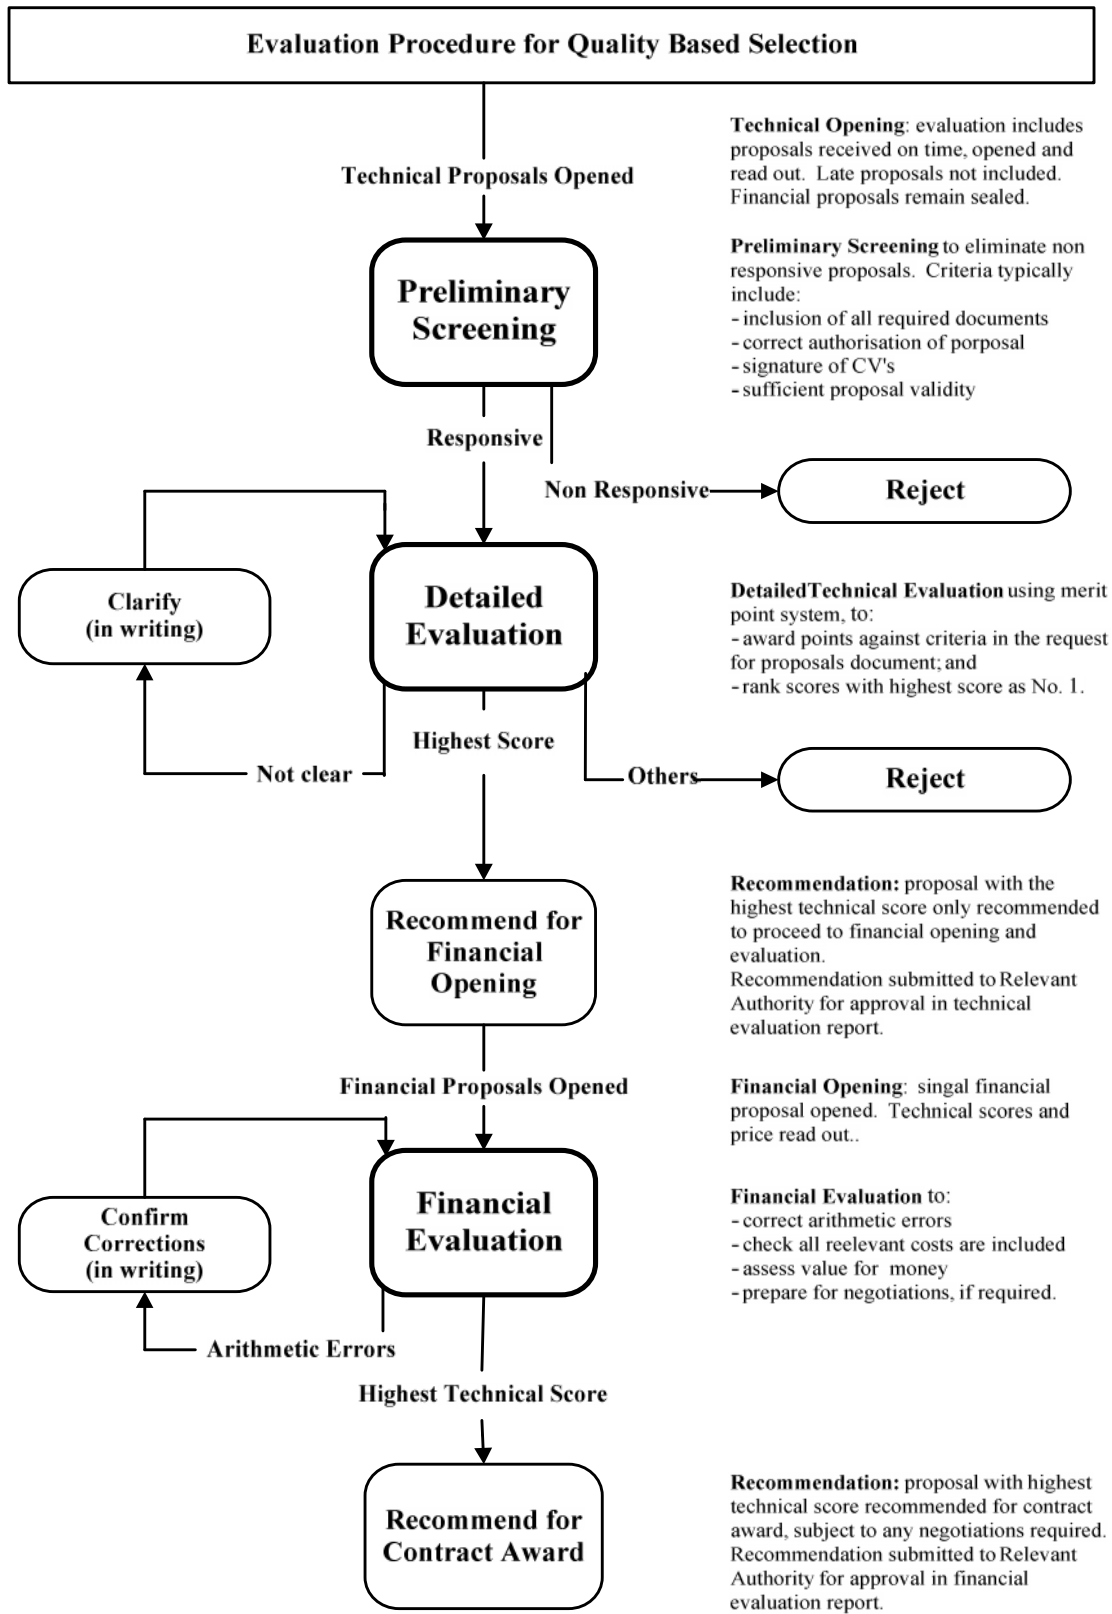 Evaluation Procedure for Quality Based Selection
Technical Proposals Opened
Technical Opening: evaluation includes
proposals received on time, opened and
read out. Late proposals not included.
Financial proposals remain sealed.
Preliminary
Screening
Preliminary Screening to eliminate non
responsive proposals. Criteria typically
include:
- inclusion of all required documents
- correct authorisation of porposal
- signature of CV's
- sufficient proposal validity
Responsive
Non Responsive
Reject
Clarify
(in writing)
Detailed
Evaluation
Detailed Technical Evaluation using merit
point system, to:
- award points against criteria in the request
for proposals document; and
- rank scores with highest score as No. 1.
Highest Score
Not clear
Others
Reject
Recommend for
Financial
Opening
Recommendation: proposal with the
highest technical score only recommended
to proceed to financial opening and
evaluation.
Recommendation submitted to Relevant
Authority for approval in technical
evaluation report.
Financial Proposals Opened
Financial Opening: singal financial
proposal opened. Technical scores and
price read out..
Confirm
Corrections
(in writing)
Financial
Evaluation
Financial Evaluation to:
- correct arithmetic errors
- check all reelevant costs are included
- assess value for money
- prepare for negotiations, if required.
Arithmetic Errors
Highest Technical Score
Recommend for
Contract Award
Recommendation: proposal with highest
technical score recommended for contract
award, subject to any negotiations required.
Recommendation submitted to Relevant
Authority for approval in financial
evaluation report.